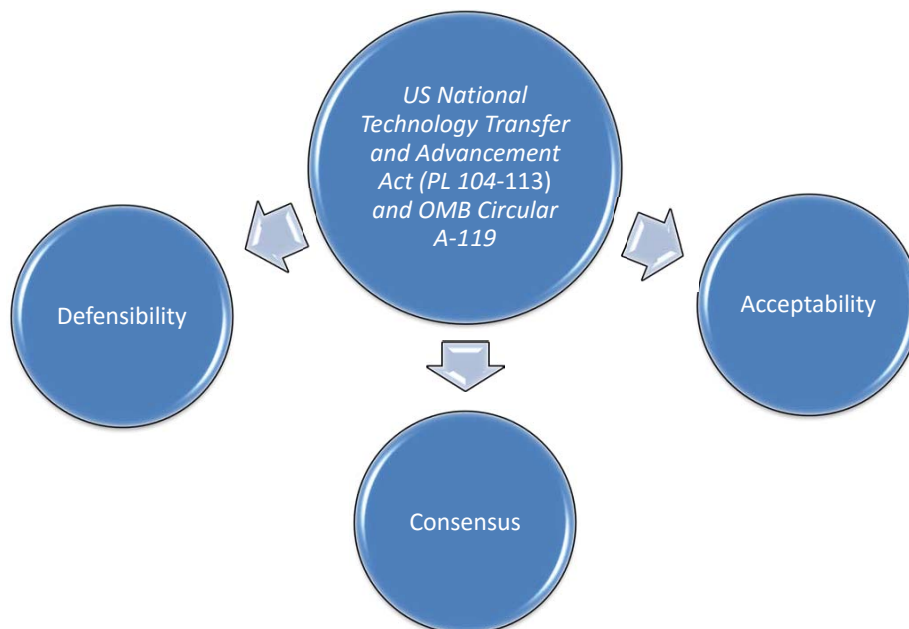 US National
Technology Transfer
and Advancement
Act (PL 104-113)
and OMB Circular
A-119
Defensibility
Acceptability
Consensus